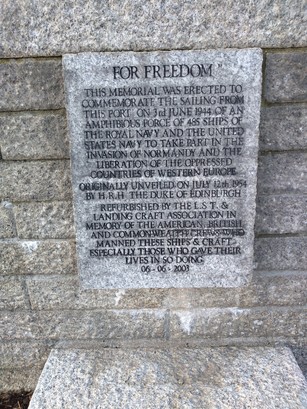 "FOR FREEDOM"
THIS MEMORIAL WAS ERECTED TO
COMMEMORATE THE SAILING FROM
THIS PORT ON 3rd JUNE 1944 OF AN
AMPHIBIOUS FORCE OF 485 SHIPS OF
THE ROYAL NAVY AND THE UNITED
STATES NAVY TO TAKE PART IN THE
INVASION OF NORMANDY AND THE
LIBERATION OF THE OPPRESSED
COUNTRIES OF WESTERN EUROPE
ORIGINALLY UNVEILED ON JULY 12th 1954
BY H.R.H. THE DUKE OF EDINBURGH
REFURBISHED BY THE L.S.T. &
LANDING CRAFT ASSOCIATION IN
MEMORY OF THE AMERICAN, BRITISH,
AND COMMONWEALTH CREWS WHO
MANNED THESE SHIPS & CRAFT
ESPECIALLY THOSE WHO GAVE THEIR
LIVES IN SO DOING
06-06-2003